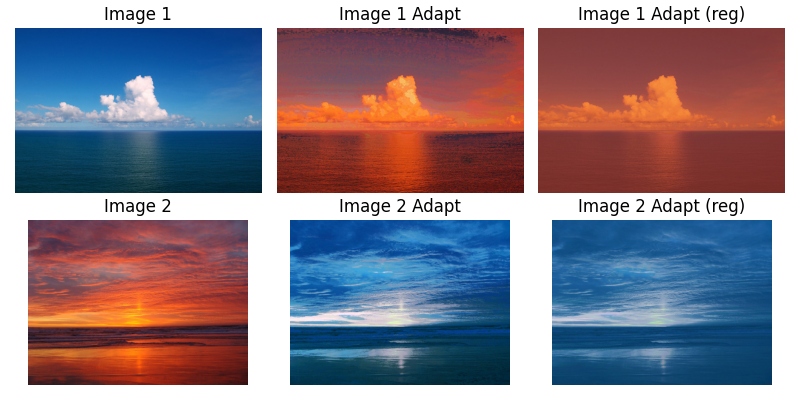 Image 1
Image 1 Adapt
Image 1 Adapt (reg)
Image 2
Image 2 Adapt
Image 2 Adapt (reg)